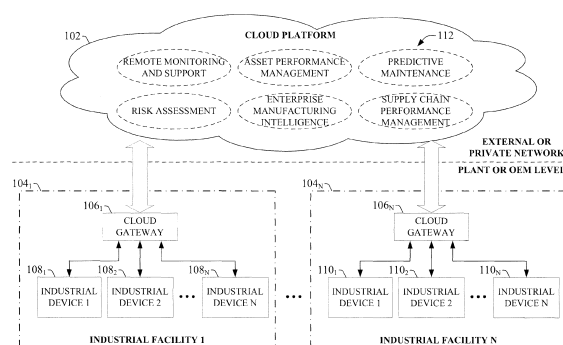 102
CLOUD PLATFORM
112
REMOTE MONITORING
AND SUPPORT
ASSET PERFORMANCE
MANAGEMENT
PREDICTIVE
MAINTENANCE
RISK ASSESSMENT
ENTERPRISE
MANUFACTURING
INTELLIGENCE
SUPPLY CHAIN
PERFORMANCE
MANAGEMENT
EXTERNAL OR
PRIVATE NETWORK
PLANT OR OEM LEVEL
104₁
106₁
CLOUD
GATEWAY
108₁
INDUSTRIAL
DEVICE 1
108₂
INDUSTRIAL
DEVICE 2
108N
INDUSTRIAL
DEVICE N
INDUSTRIAL FACILITY 1
104N
106N
CLOUD
GATEWAY
110₁
INDUSTRIAL
DEVICE 1
110₂
INDUSTRIAL
DEVICE 2
110N
INDUSTRIAL
DEVICE N
INDUSTRIAL FACILITY N